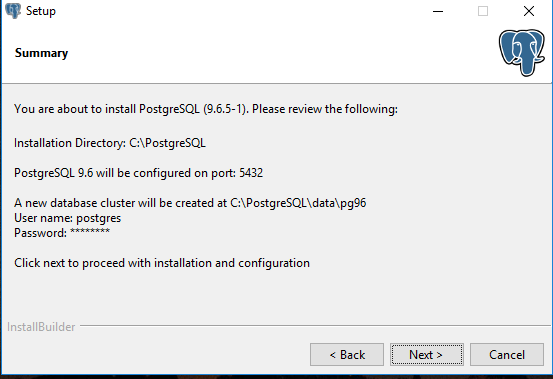 Setup
Summary
You are about to install PostgreSQL (9.6.5-1). Please review the following:
Installation Directory: C:\PostgreSQL
PostgreSQL 9.6 will be configured on port: 5432
A new database cluster will be created at C:\PostgreSQL\data\pg96
User name: postgres
Password: ********
Click next to proceed with installation and configuration
InstallBuilder
< Back
Next >
Cancel